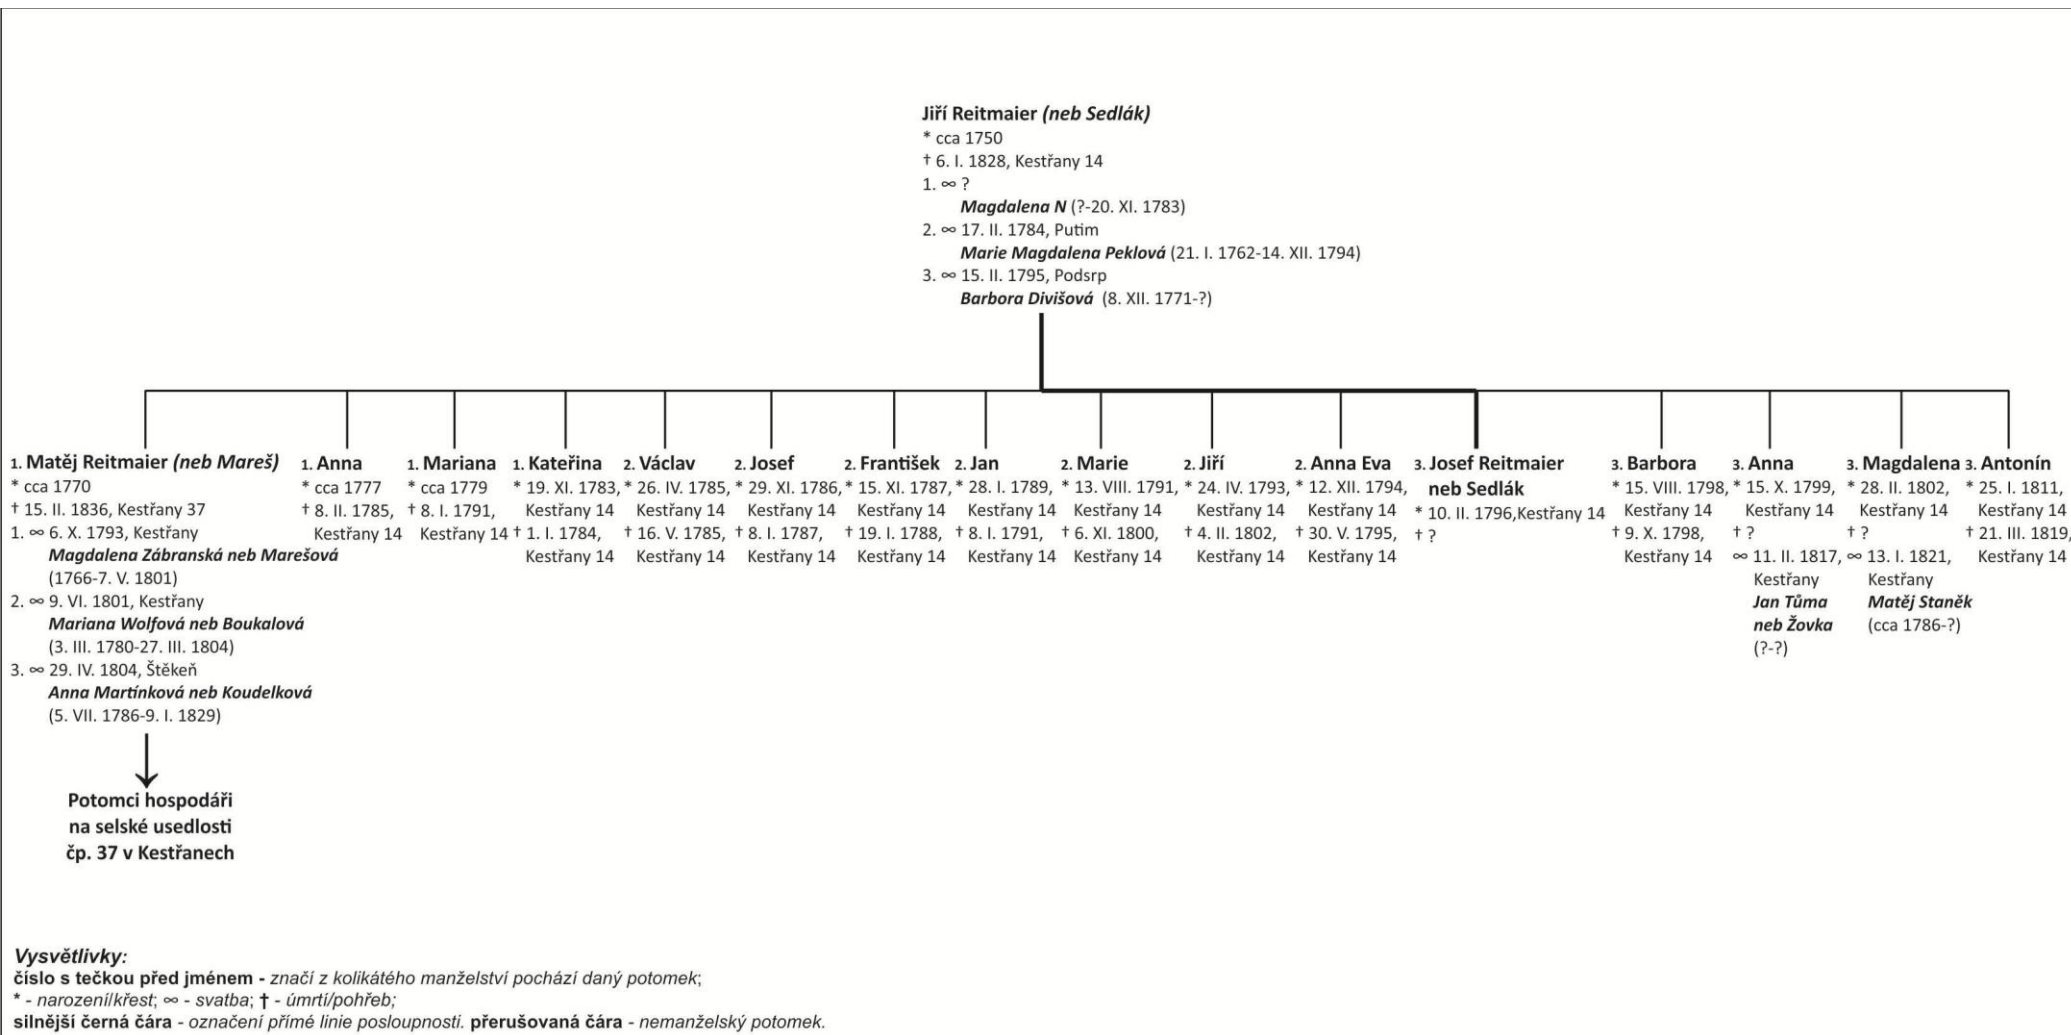 Jiří Reitmaier (neb Sedlák)
* cca 1750
† 6. I. 1828, Kestřany 14
1. ∞ ?
Magdalena N (?-20. XI. 1783)
2. ∞ 17. II. 1784, Putim
Marie Magdalena Peklová (21. I. 1762-14. XII. 1794)
3. ∞ 15. II. 1795, Podsrp
Barbora Divišová (8. XII. 1771-?)
1. Matěj Reitmaier (neb Mareš)
* cca 1770
† 15. II. 1836, Kestřany 37
1. ∞ 6. X. 1793, Kestřany
Magdalena Zábranská neb Marešová
(1766-7. V. 1801)
2. ∞ 9. VI. 1801, Kestřany
Mariana Wolfová neb Boukalová
(3. III. 1780-27. III. 1804)
3. ∞ 29. IV. 1804, Štěkeň
Anna Martínková neb Koudelková
(5. VII. 1786-9. I. 1829)
Potomci hospodáři
na selské usedlosti
čp. 37 v Kestřanech
1. Anna
* cca 1777
† 8. II. 1785,
Kestřany 14
1. Mariana
* cca 1779
† 8. I. 1791,
Kestřany 14
1. Kateřina
* 19. XI. 1783,
Kestřany 14
† 1. I. 1784,
Kestřany 14
2. Václav
* 26. IV. 1785,
Kestřany 14
† 16. V. 1785,
Kestřany 14
2. Josef
* 29. XI. 1786,
Kestřany 14
† 8. I. 1787,
Kestřany 14
2. František
* 15. XI. 1787,
Kestřany 14
† 19. I. 1788,
Kestřany 14
2. Jan
* 28. I. 1789,
Kestřany 14
† 8. I. 1791,
Kestřany 14
2. Marie
* 13. VIII. 1791,
Kestřany 14
† 6. XI. 1800,
Kestřany 14
2. Jiří
* 24. IV. 1793,
Kestřany 14
† 4. II. 1802,
Kestřany 14
2. Anna Eva
* 12. XII. 1794,
Kestřany 14
† 30. V. 1795,
Kestřany 14
3. Josef Reitmaier
neb Sedlák
* 10. II. 1796,Kestřany 14
† ?
3. Barbora
* 15. VIII. 1798,
Kestřany 14
† 9. X. 1798,
Kestřany 14
3. Anna
* 15. X. 1799,
Kestřany 14
† ?
∞ 11. II. 1817,
Kestřany
Jan Tůma
neb Žovka
(?-?)
3. Magdalena
* 28. II. 1802,
Kestřany 14
† ?
∞ 13. I. 1821,
Kestřany
Matěj Staněk
(cca 1786-?)
3. Antonín
* 25. I. 1811,
Kestřany 14
† 21. III. 1819,
Kestřany 14
Vysvětlivky:
číslo s tečkou před jménem - značí z kolikátého manželství pochází daný potomek;
* - narození/křest; ∞ - svatba; † - úmrtí/pohřeb;
silnější černá čára - označení přímé linie posloupnosti. přerušovaná čára - nemanželský potomek.